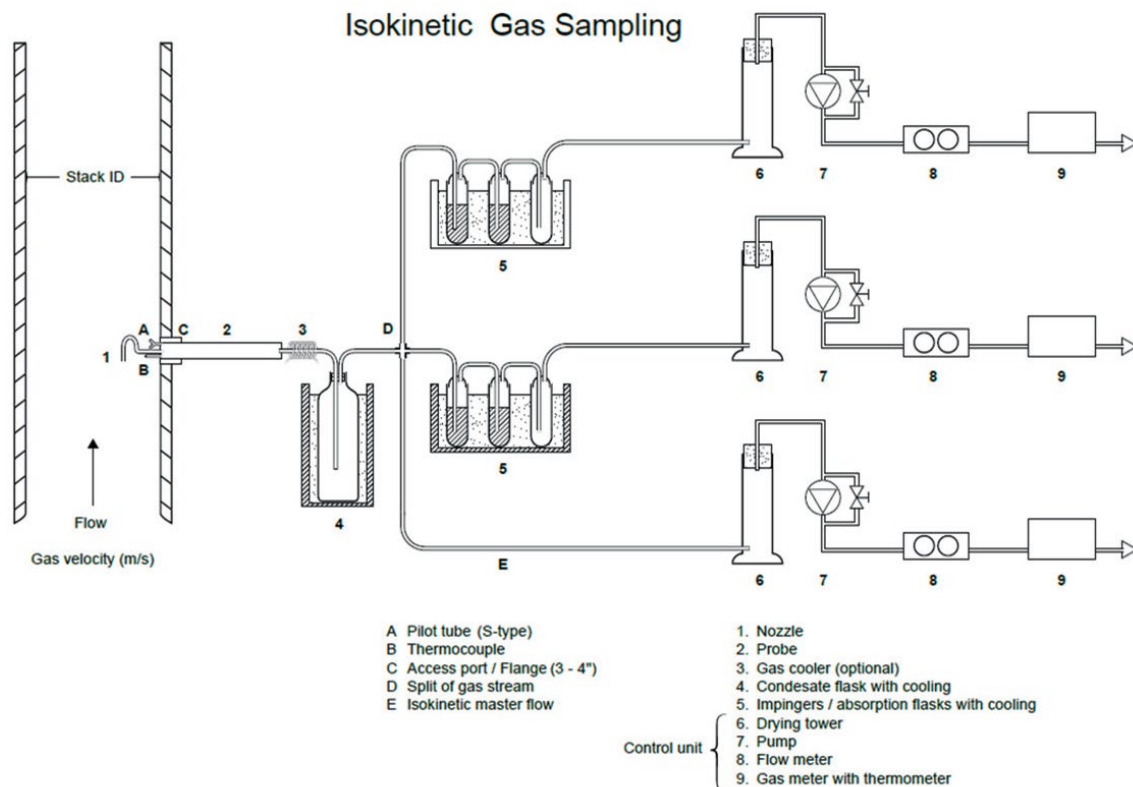 Isokinetic Gas Sampling
Stack ID
6 7 8 9
5
A C 2 3 D
1
B
6 7 8 9
5
4
Flow
Gas velocity (m/s)
E
6 7 8 9
A Pilot tube (S-type)
B Thermocouple
C Access port / Flange (3 - 4")
D Split of gas stream
E Isokinetic master flow
1. Nozzle
2. Probe
3. Gas cooler (optional)
4. Condesate flask with cooling
5. Impingers / absorption flasks with cooling
Control unit
6. Drying tower
7. Pump
8. Flow meter
9. Gas meter with thermometer